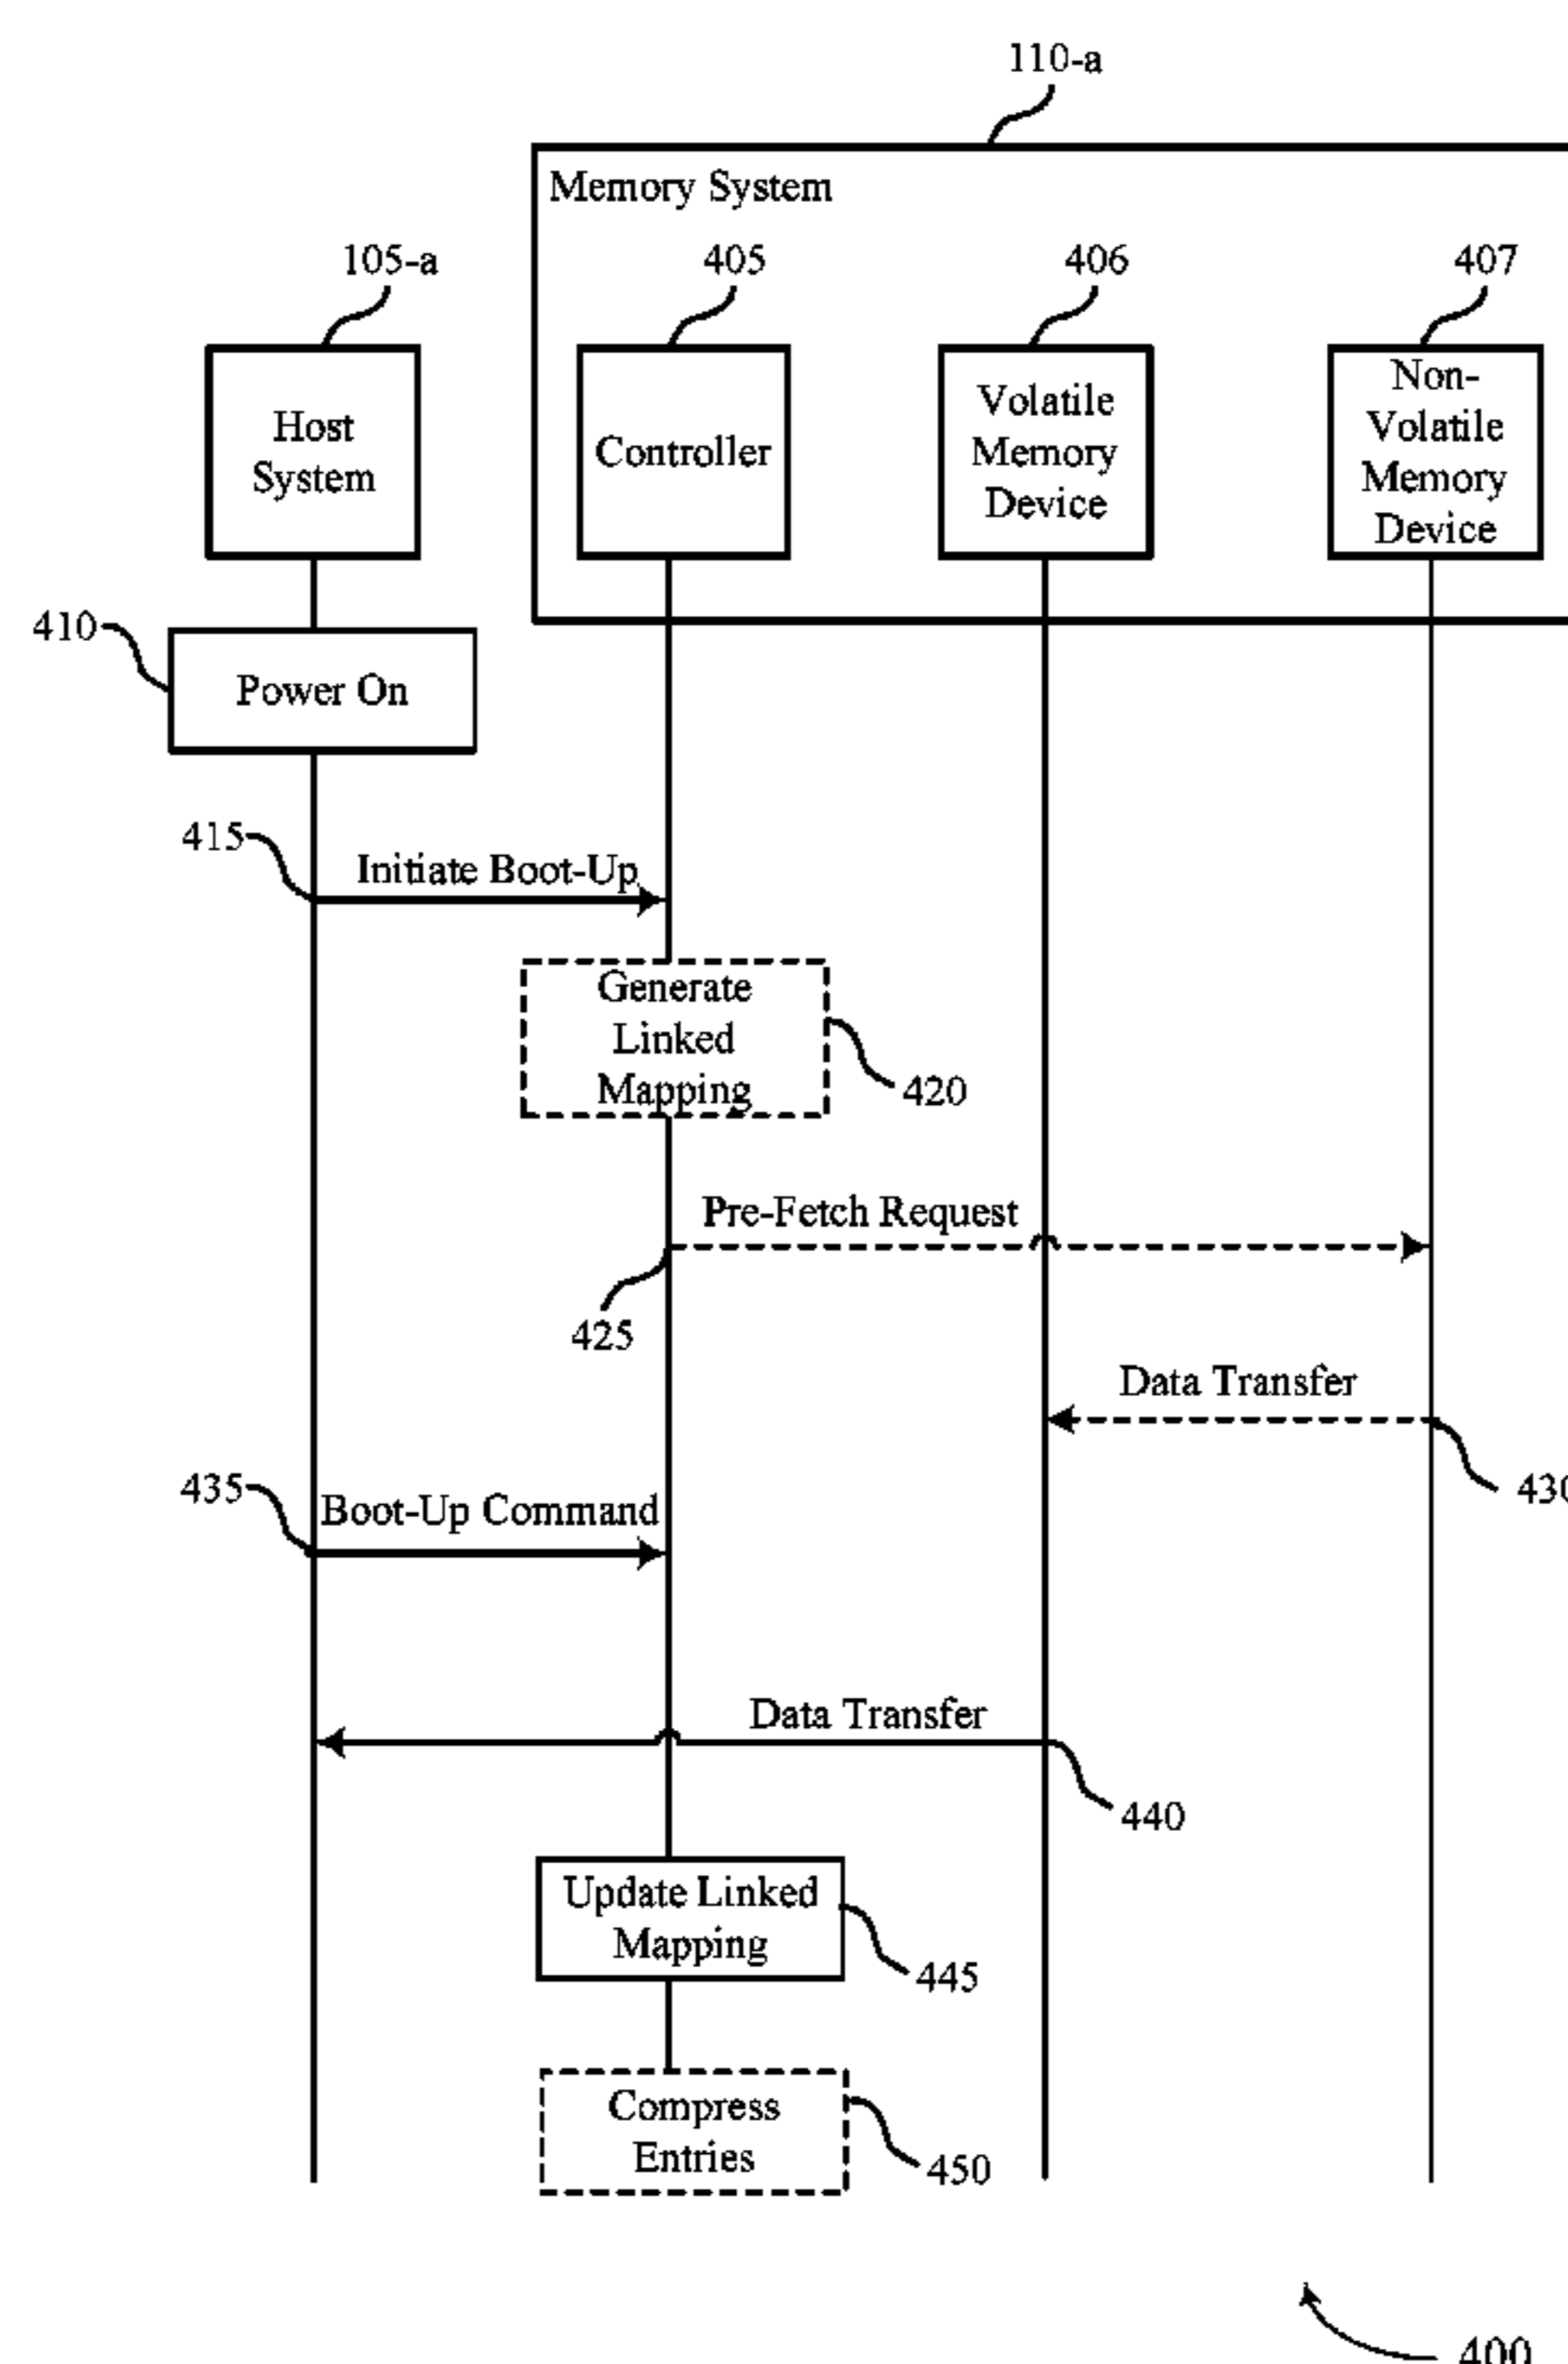 110-a
Memory System
105-a
405
406
407
Host
System
Controller
Volatile
Memory
Device
Non-
Volatile
Memory
Device
410
Power On
415
Initiate Boot-Up
Generate
Linked
Mapping
420
Pre-Fetch Request
425
Data Transfer
430
435
Boot-Up Command
Data Transfer
440
Update Linked
Mapping
445
Compress
Entries
450
400